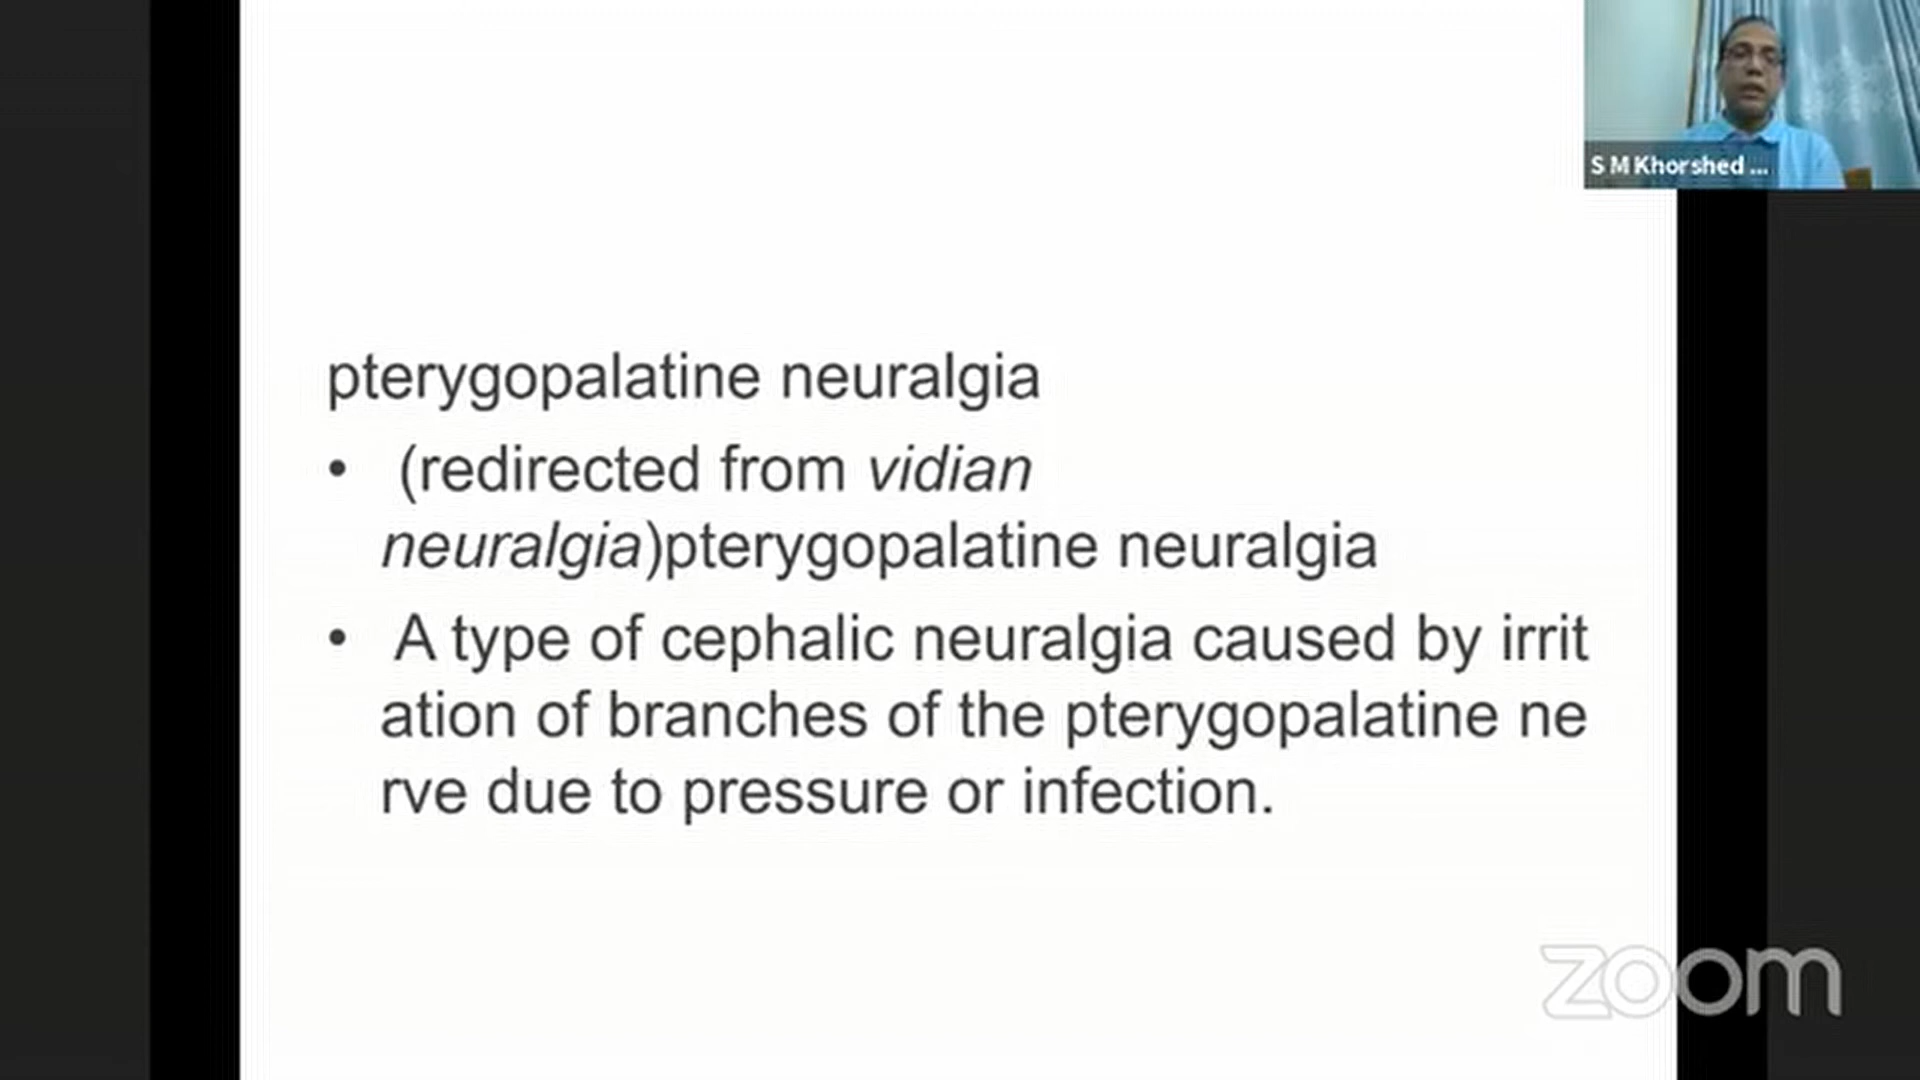 S M Khorshed ...
pterygopalatine neuralgia
• (redirected from vidian
neuralgia)pterygopalatine neuralgia
• A type of cephalic neuralgia caused by irrit
ation of branches of the pterygopalatine ne
rve due to pressure or infection.
zoom